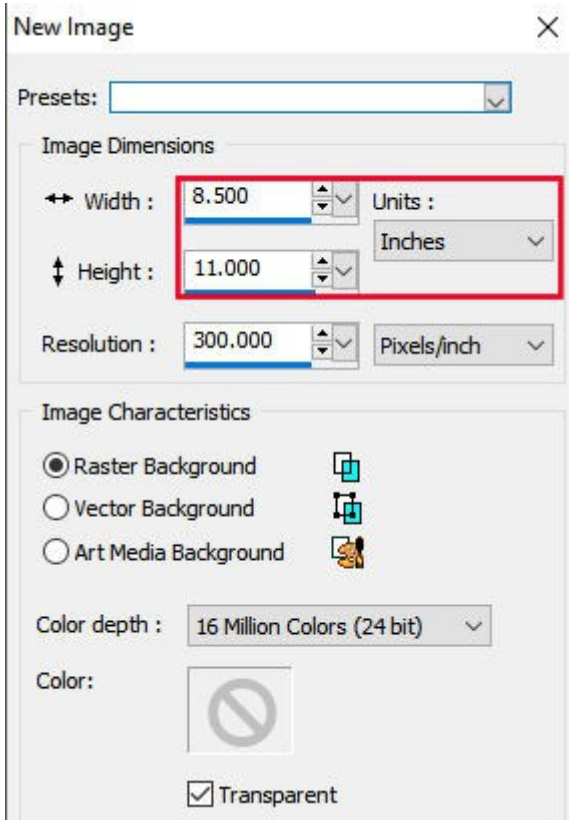 New Image
Presets:
Image Dimensions
Width : 8.500 Units :
Inches
Height : 11.000
Resolution : 300.000 Pixels/inch
Image Characteristics
Raster Background
Vector Background
Art Media Background
Color depth : 16 Million Colors (24 bit)
Color:
Transparent